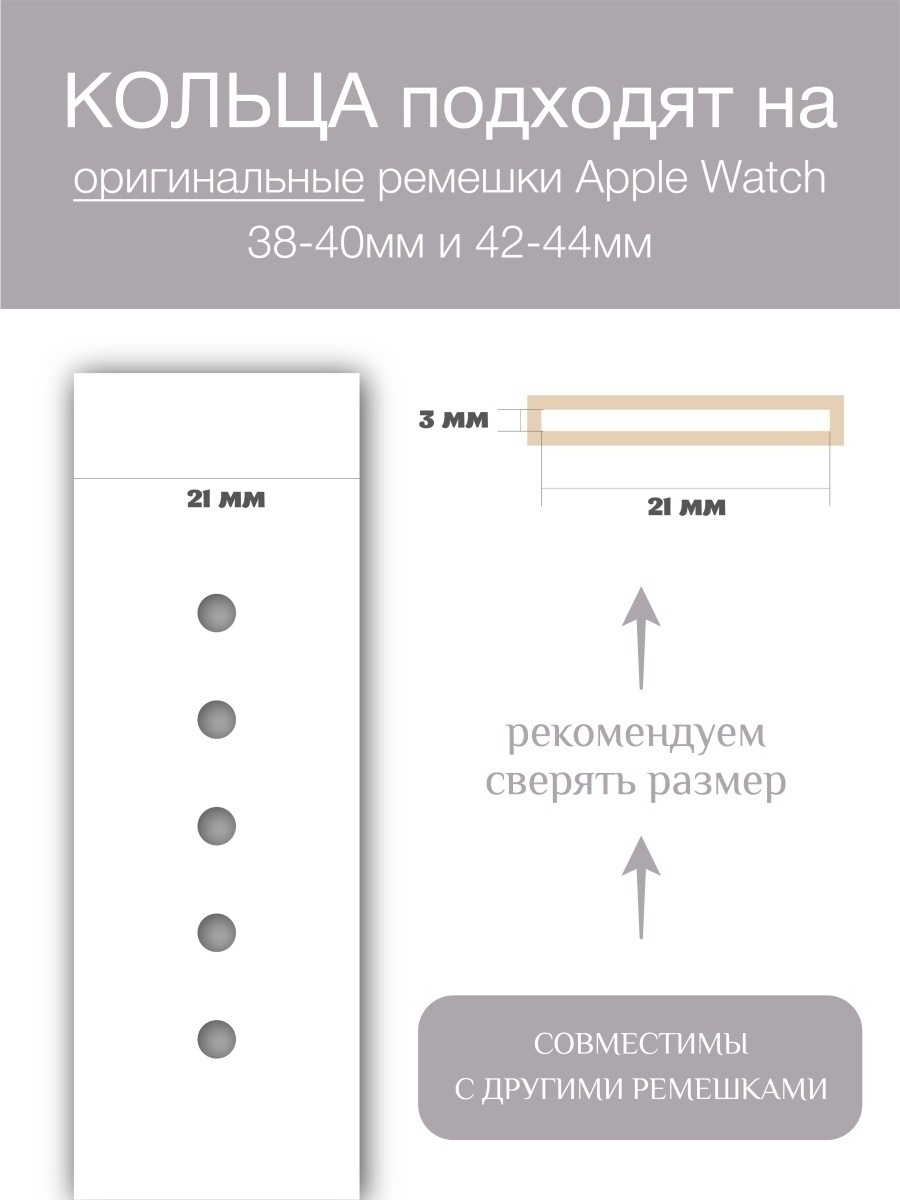 КОЛЬЦА подходят на
оригинальные ремешки Apple Watch
38-40мм и 42-44мм
3 мм
21 мм
21 мм
рекомендуем
сверять размер
СОВМЕСТИМЫ
С ДРУГИМИ РЕМЕШКАМИ